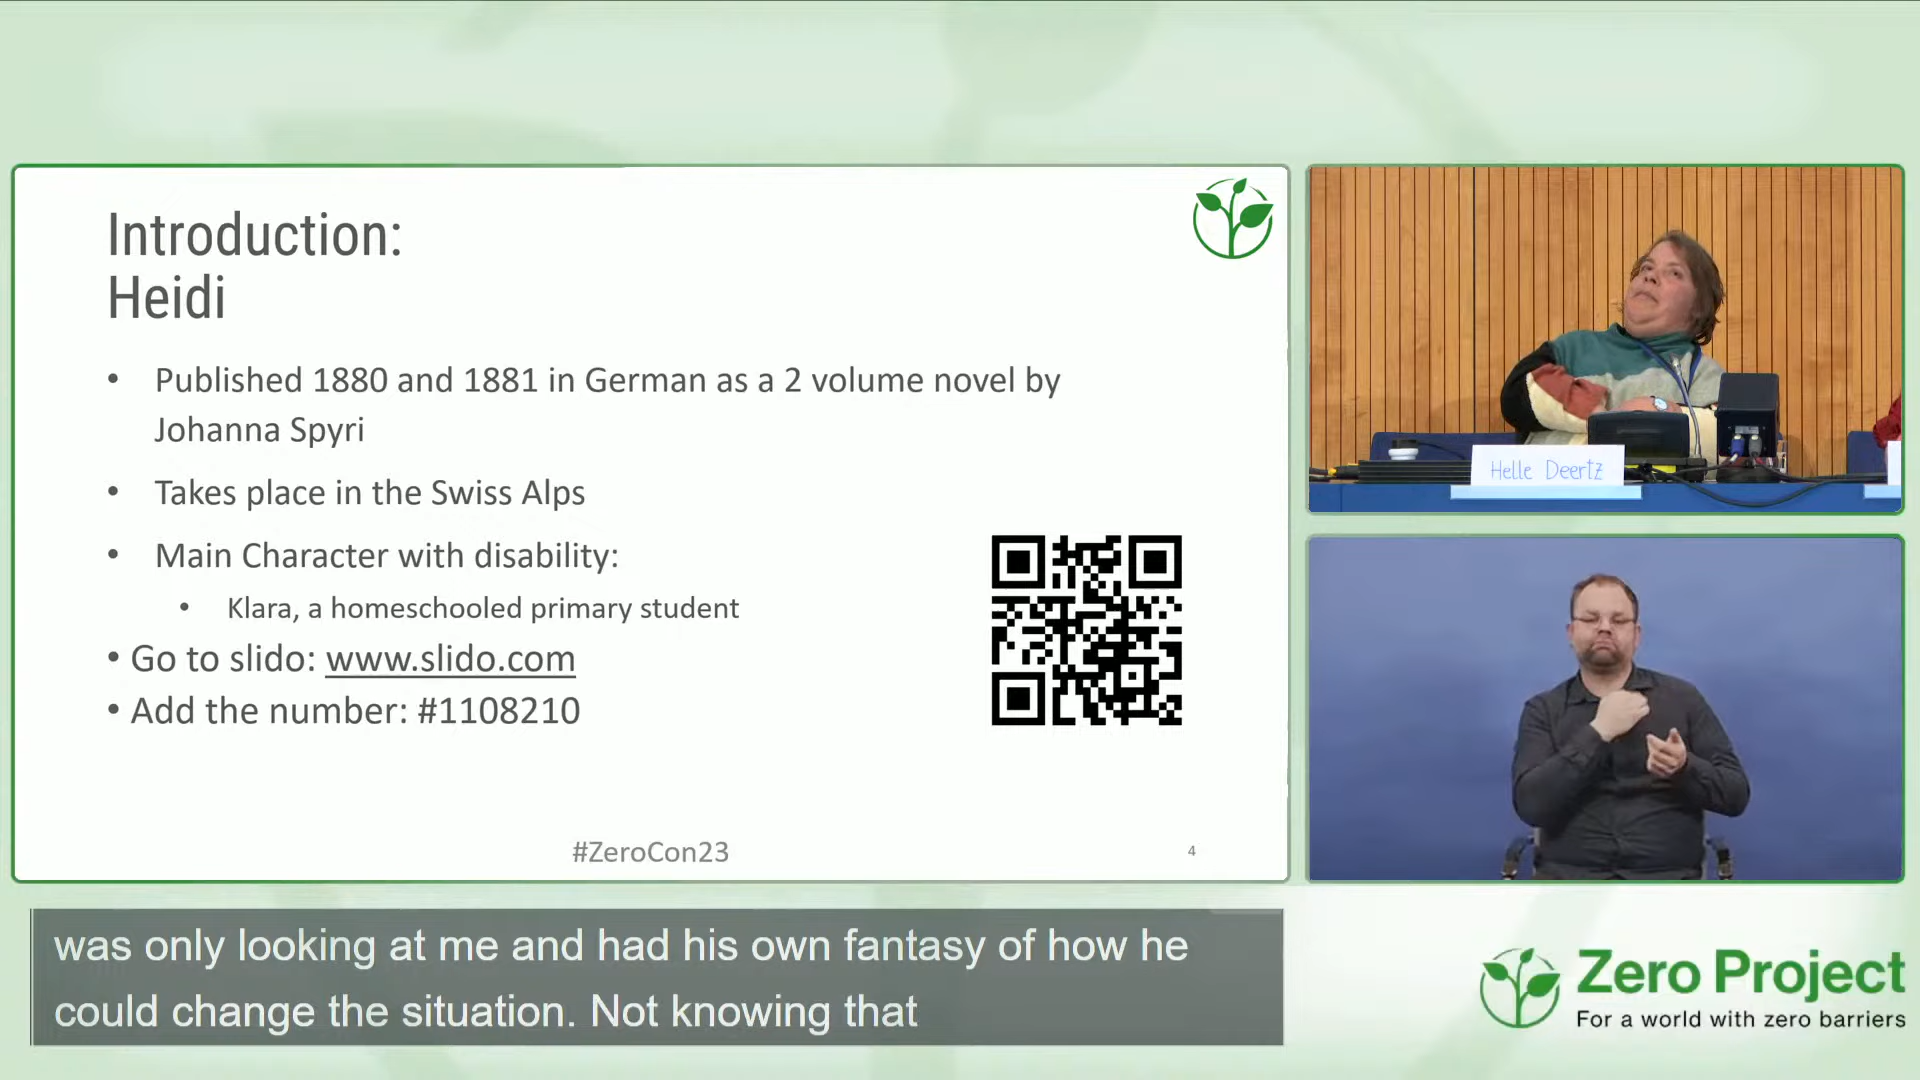 Introduction:
Heidi
• Published 1880 and 1881 in German as a 2 volume novel by
Johanna Spyri
• Takes place in the Swiss Alps
• Main Character with disability:
• Klara, a homeschooled primary student
• Go to slido: www.slido.com
• Add the number: #1108210
#ZeroCon23
4
Helle Deertz
was only looking at me and had his own fantasy of how he
could change the situation. Not knowing that
Zero Project
For a world with zero barriers